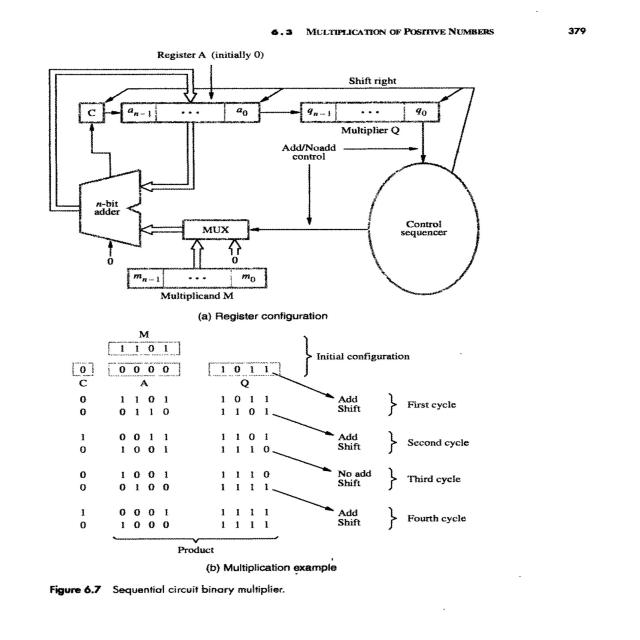 6.3 MULTIPLICATION OF POSITIVE NUMBERS 379
Register A (initially 0)
Shift right
C
a_{n-1} ... a_0
q_{n-1} ... q_0
Multiplier Q
Add/Noadd
control
n-bit
adder
MUX
Control
sequencer
0 0
m_{n-1} ... m_0
Multiplicand M
(a) Register configuration
M
1 1 0 1
Initial configuration
0 0 0 0 0 1 0 1 1
C A Q
0 1 1 0 1 1 0 1 1 Add
First cycle
0 0 1 1 0 1 1 0 1 Shift
1 0 0 1 1 1 1 0 1 Add
Second cycle
0 1 0 0 1 1 1 1 0 Shift
0 1 0 0 1 1 1 1 0 No add
Third cycle
0 0 1 0 0 1 1 1 1 Shift
1 0 0 0 1 1 1 1 1 Add
Fourth cycle
0 1 0 0 0 1 1 1 1 Shift
Product
(b) Multiplication example
Figure 6.7 Sequential circuit binary multiplier.